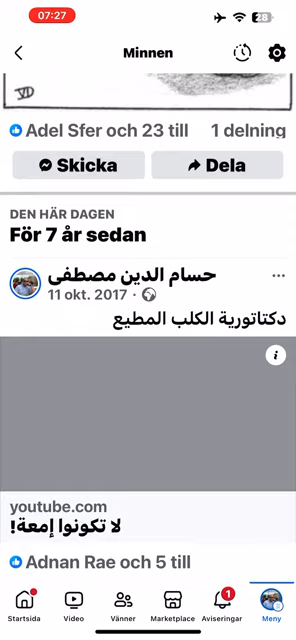 07:27
28
Minnen
VD
Adel Sfer och 23 till 1 delning
Skicka Dela
DEN HÄR DAGEN
För 7 år sedan
حسام الدين مصطفى
11 okt. 2017 ·
دكتاتورية الكلب المطيع
youtube.com
لا تكونوا إمعة!
Adnan Rae och 5 till
1
Startsida Video Vänner Marketplace Aviseringar Meny